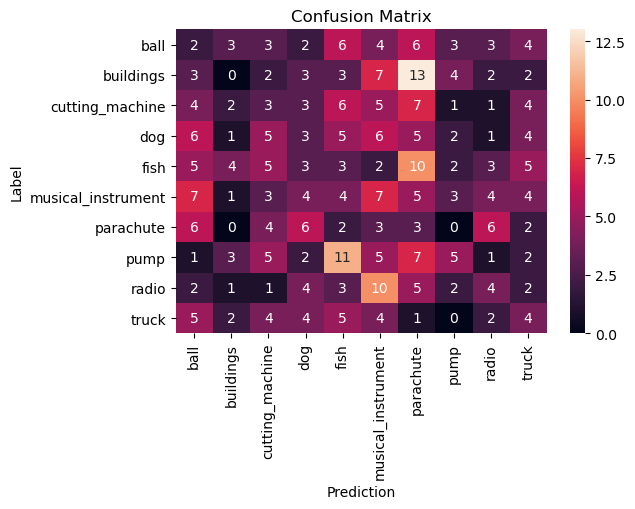 Confusion Matrix
ball 2 3 3 2 6 4 6 3 3 4
buildings 3 0 2 3 3 7 13 4 2 2
cutting_machine 4 2 3 3 6 5 7 1 1 4
dog 6 1 5 3 5 6 5 2 1 4
fish 5 4 5 3 3 2 10 2 3 5
musical_instrument 7 1 3 4 4 7 5 3 4 4
parachute 6 0 4 6 2 3 3 0 6 2
pump 1 3 5 2 11 5 7 5 1 2
radio 2 1 1 4 3 10 5 2 4 2
truck 5 2 4 4 5 4 1 0 2 4
Label
ball buildings cutting_machine dog fish musical_instrument parachute pump radio truck
Prediction
12.5
10.0
7.5
5.0
2.5
0.0